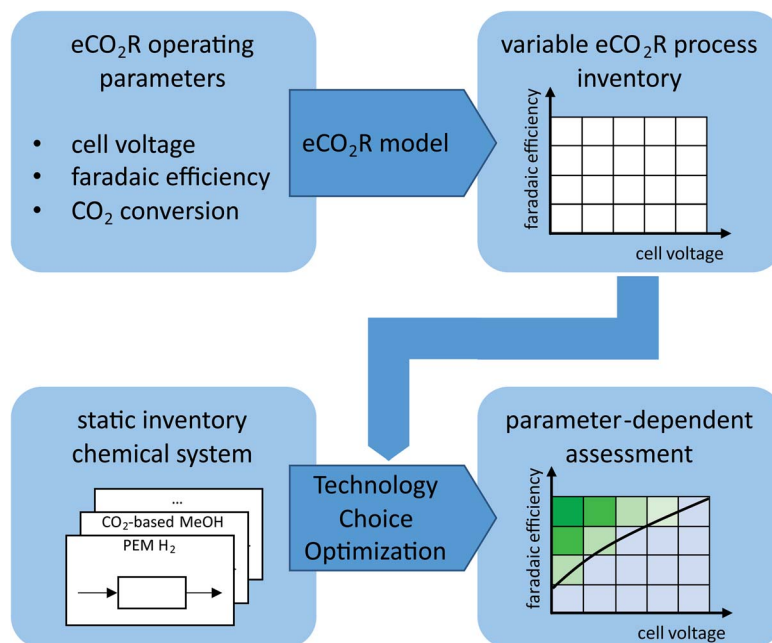 eCO₂R operating
parameters
• cell voltage
• faradaic efficiency
• CO₂ conversion
eCO₂R model
variable eCO₂R process
inventory
faradaic efficiency
cell voltage
static inventory
chemical system
...
CO₂-based MeOH
PEM H₂
Technology
Choice
Optimization
parameter-dependent
assessment
faradaic efficiency
cell voltage